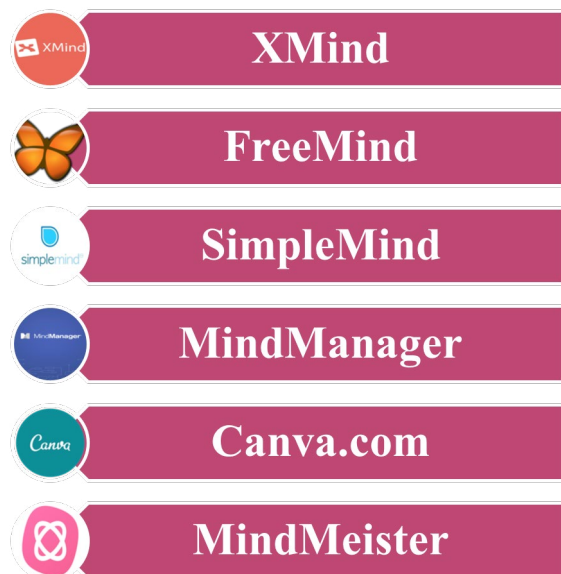 XMind
XMind
FreeMind
simplemind
SimpleMind
MindManager
MindManager
Canva
Canva.com
MindMeister